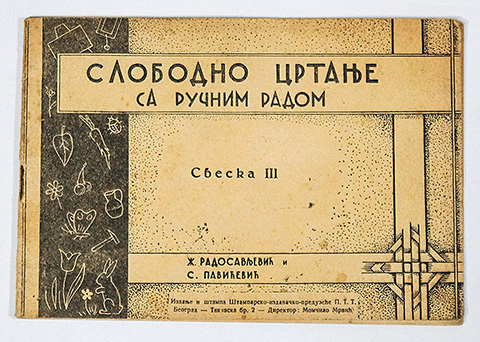 СЛОБОДНО ЦРТАЊЕ
СА РУЧНИМ РАДОМ
Свеска III
Ж. РАДОСАВЉЕВИЋ И
С. ПАВИЋЕВИЋ
Издање и штампа Штампарско-издавачко-предузеће П. Т. Т.
Београд — Таковска бр. 2 — Директор: Момчило Мравић